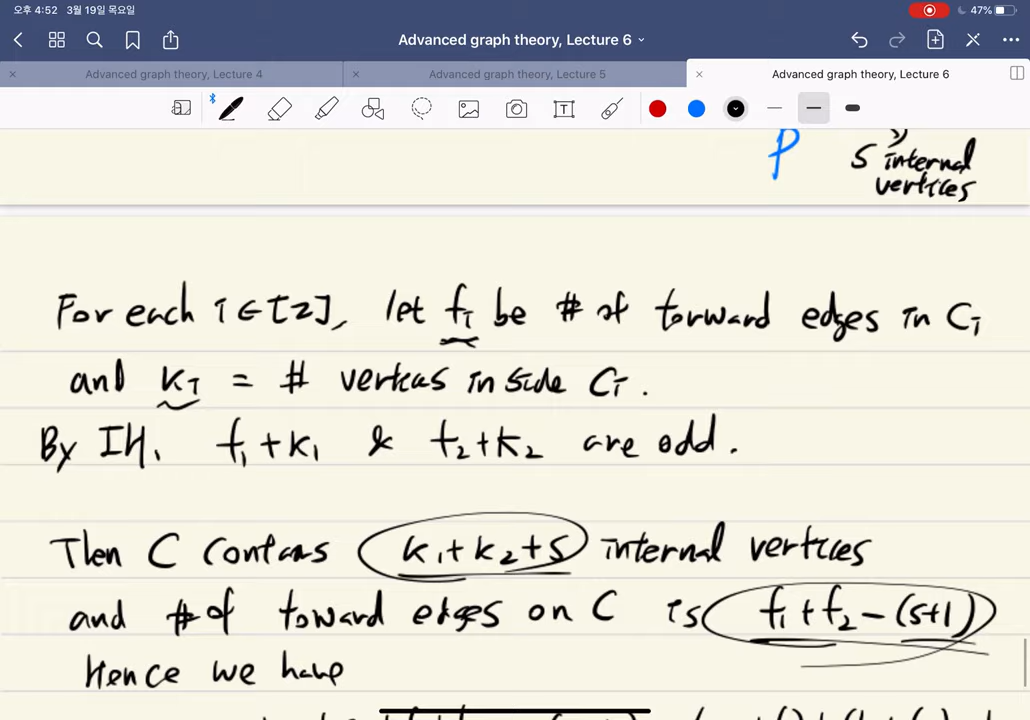 오후 4:52 3월 19일 목요일
47%
Advanced graph theory, Lecture 6
Advanced graph theory, Lecture 4
Advanced graph theory, Lecture 5
Advanced graph theory, Lecture 6
P
S internal
vertices
For each i ∈ [2], let fi be # of forward edges in Ci
and ki = # vertices inside Ci.
By IH, f1 + k1 & f2 + k2 are odd.
Then C contains k1 + k2 + s internal vertices
and # of forward edges on C is f1 + f2 - (s+1)
Hence we have